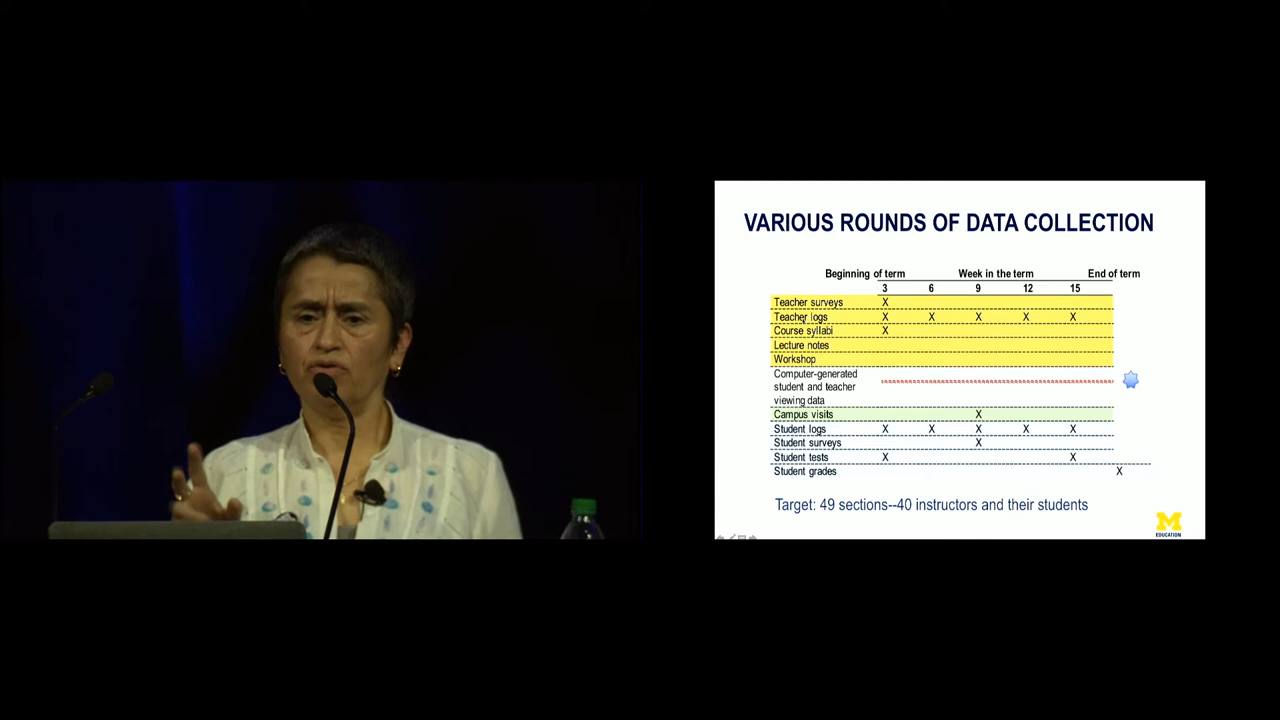 VARIOUS ROUNDS OF DATA COLLECTION
Beginning of term Week in the term End of term
3 6 9 12 15
Teacher surveys X
Teacher logs X X X X X
Course syllabi X
Lecture notes
Workshop
Computer-generated
student and teacher
viewing data
Campus visits X
Student logs X X X X X
Student surveys X
Student tests X X
Student grades X
Target: 49 sections--40 instructors and their students
M
EDUCATION